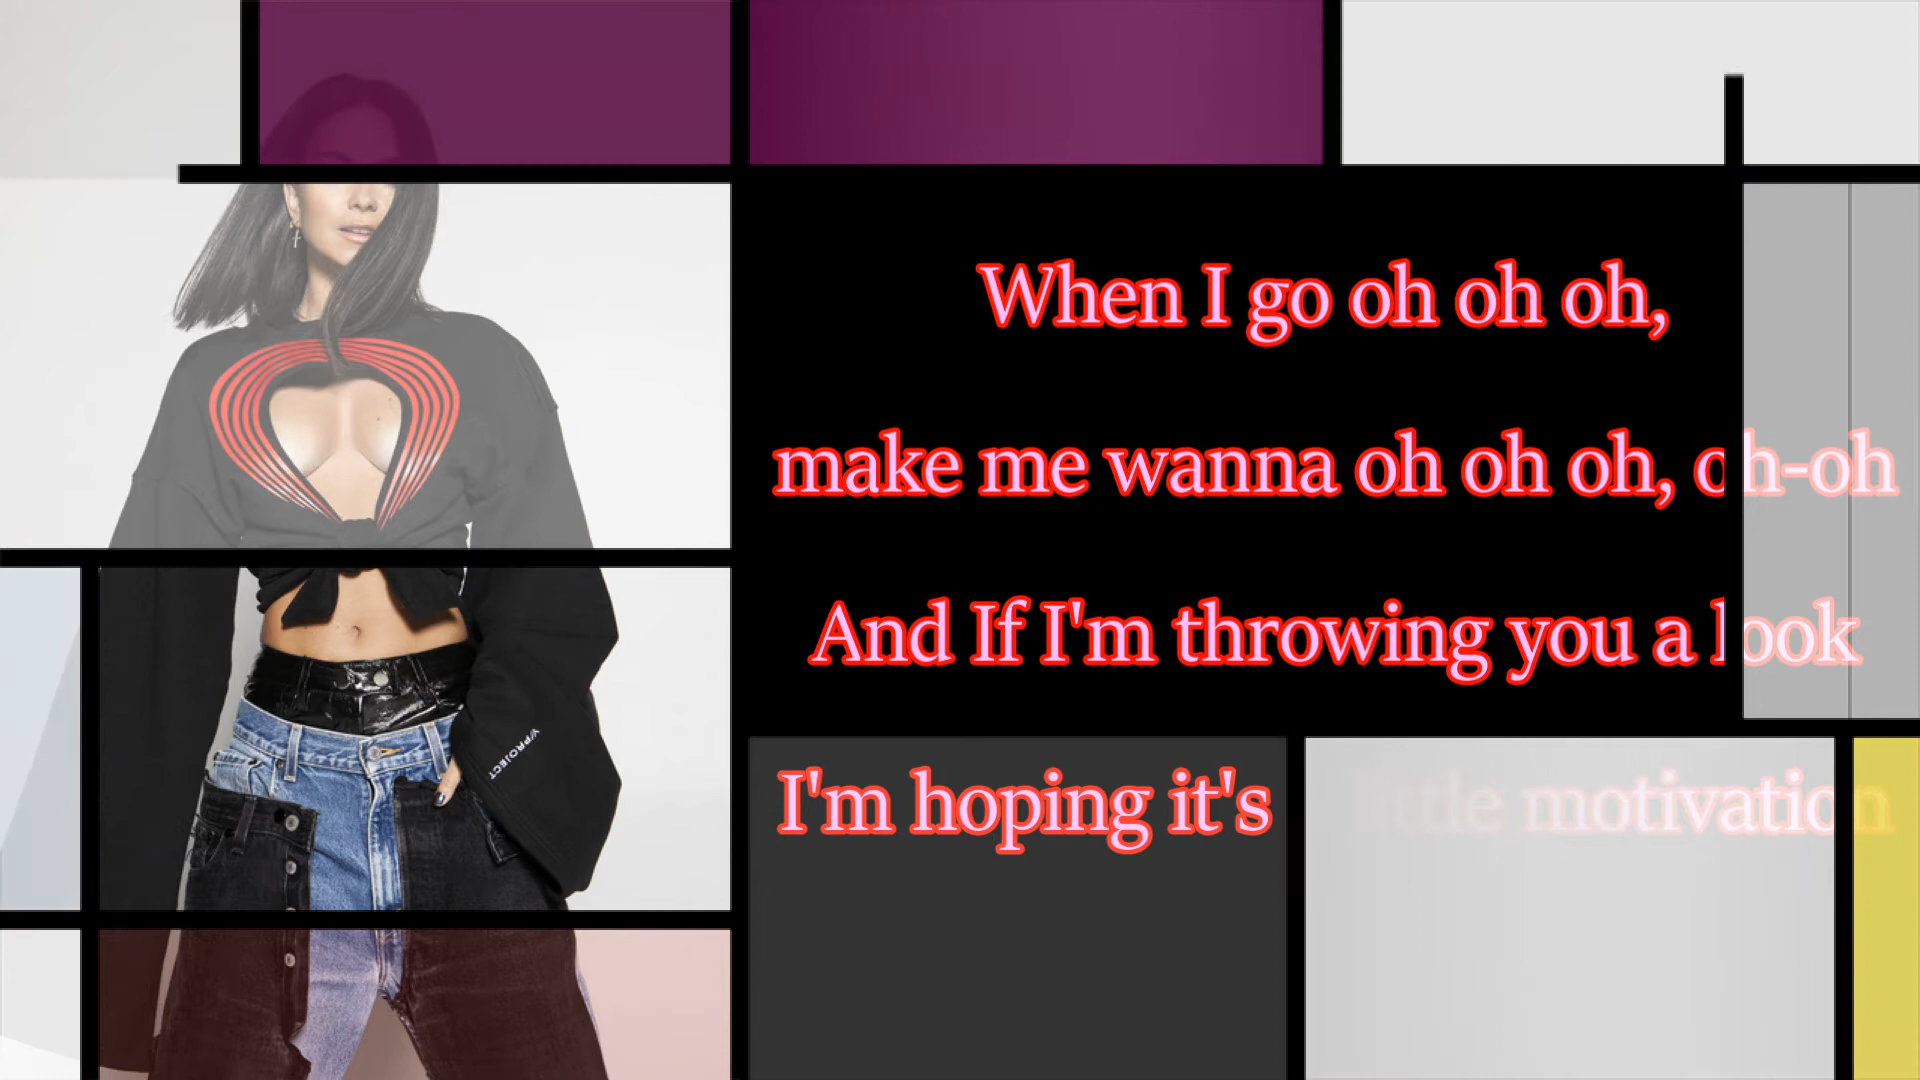 When I go oh oh oh,
make me wanna oh oh oh, oh-oh
And If I'm throwing you a look
I'm hoping it's little motivation
Y/PROJECT